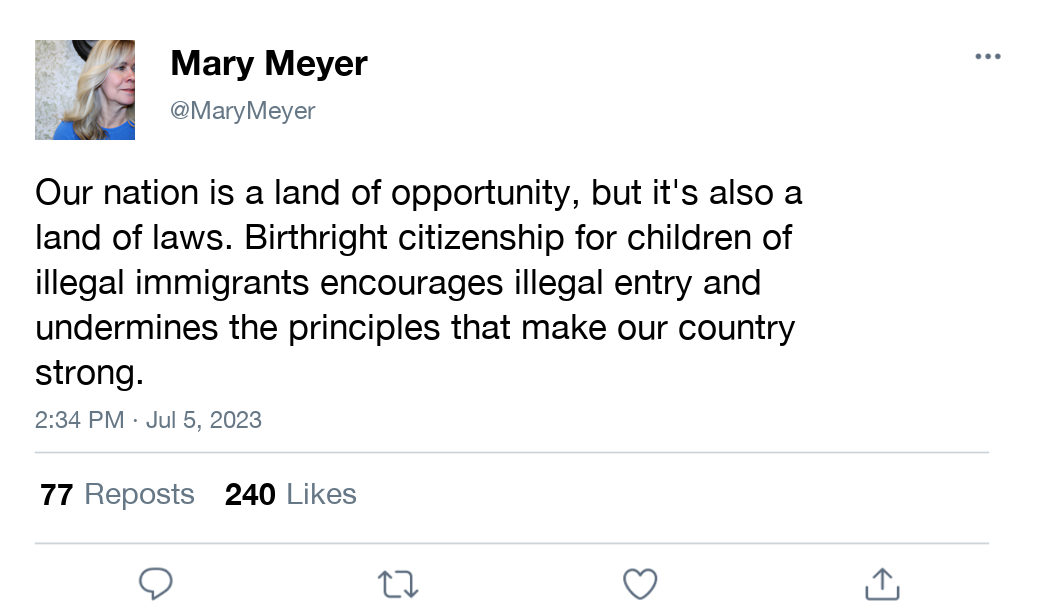 Mary Meyer
@MaryMeyer
Our nation is a land of opportunity, but it's also a
land of laws. Birthright citizenship for children of
illegal immigrants encourages illegal entry and
undermines the principles that make our country
strong.
2:34 PM · Jul 5, 2023
77 Reposts 240 Likes